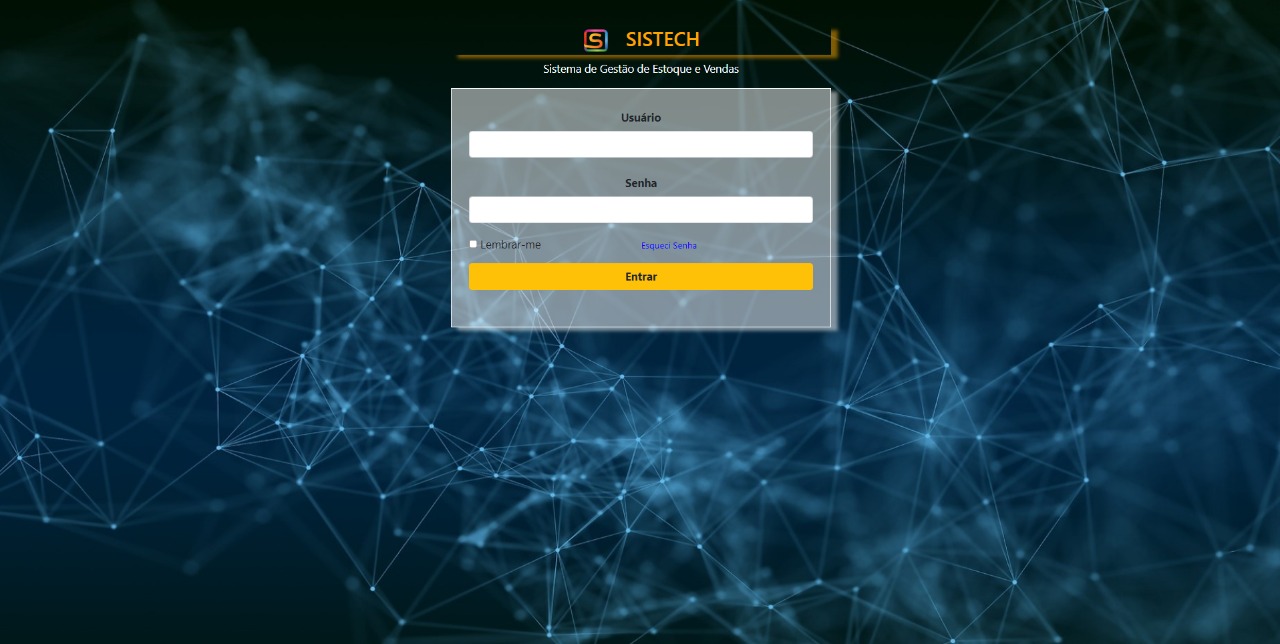 SISTECH
Sistema de Gestão de Estoque e Vendas
Usuário
Senha
Lembrar-me
Esqueci Senha
Entrar